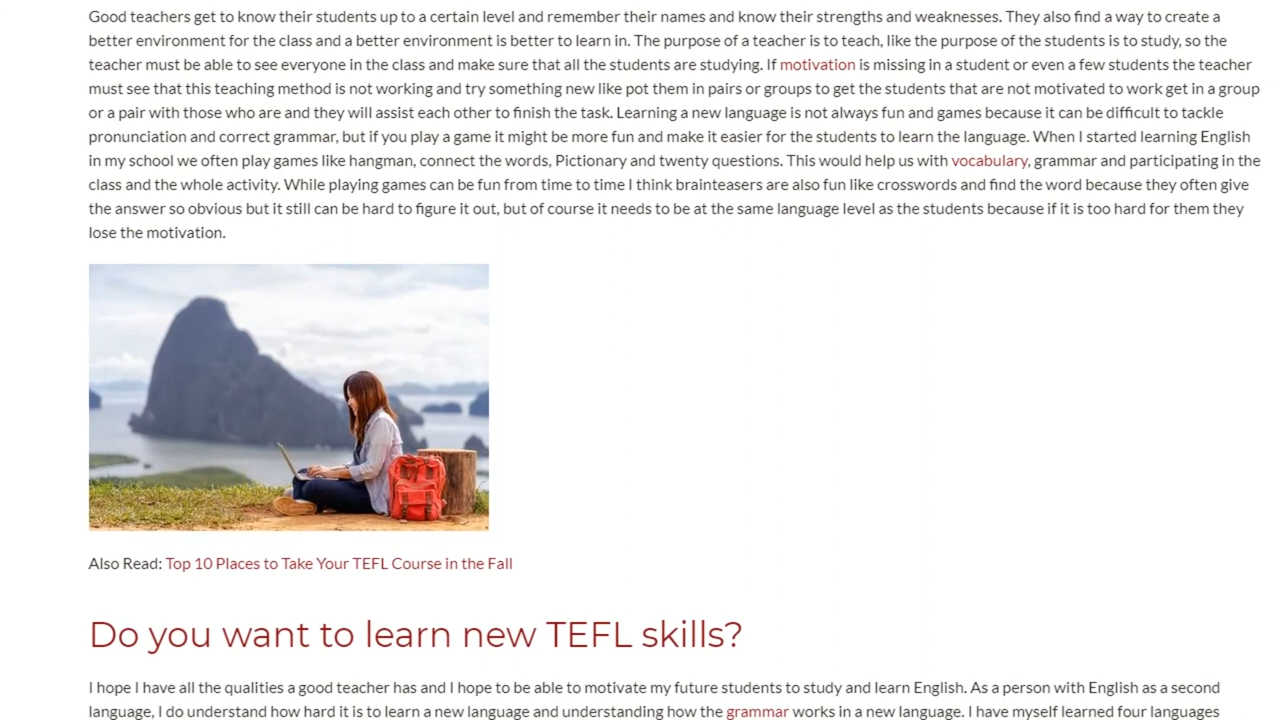 Good teachers get to know their students up to a certain level and remember their names and know their strengths and weaknesses. They also find a way to create a
better environment for the class and a better environment is better to learn in. The purpose of a teacher is to teach, like the purpose of the students is to study, so the
teacher must be able to see everyone in the class and make sure that all the students are studying. If motivation is missing in a student or even a few students the teacher
must see that this teaching method is not working and try something new like pot them in pairs or groups to get the students that are not motivated to work get in a group
or a pair with those who are and they will assist each other to finish the task. Learning a new language is not always fun and games because it can be difficult to tackle
pronunciation and correct grammar, but if you play a game it might be more fun and make it easier for the students to learn the language. When I started learning English
in my school we often play games like hangman, connect the words, Pictionary and twenty questions. This would help us with vocabulary, grammar and participating in the
class and the whole activity. While playing games can be fun from time to time I think brainteasers are also fun like crosswords and find the word because they often give
the answer so obvious but it still can be hard to figure it out, but of course it needs to be at the same language level as the students because if it is too hard for them they
lose the motivation.
Also Read: Top 10 Places to Take Your TEFL Course in the Fall
Do you want to learn new TEFL skills?
I hope I have all the qualities a good teacher has and I hope to be able to motivate my future students to study and learn English. As a person with English as a second
language, I do understand how hard it is to learn a new language and understanding how the grammar works in a new language. I have myself learned four languages